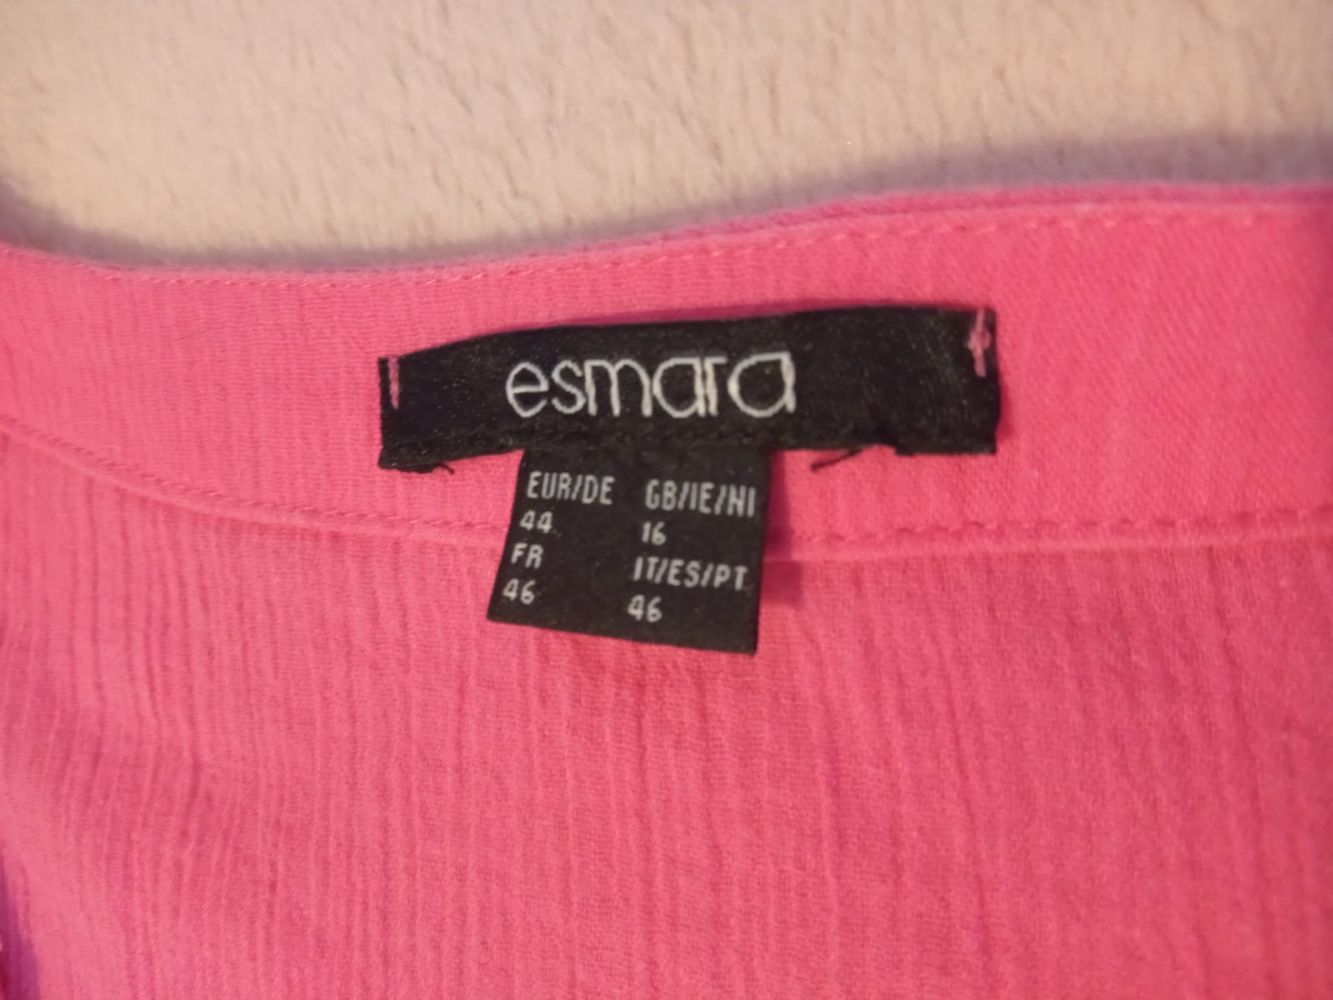 esmara
EUR/DE GB/IE/NI
44 16
FR IT/ES/PT
46 46